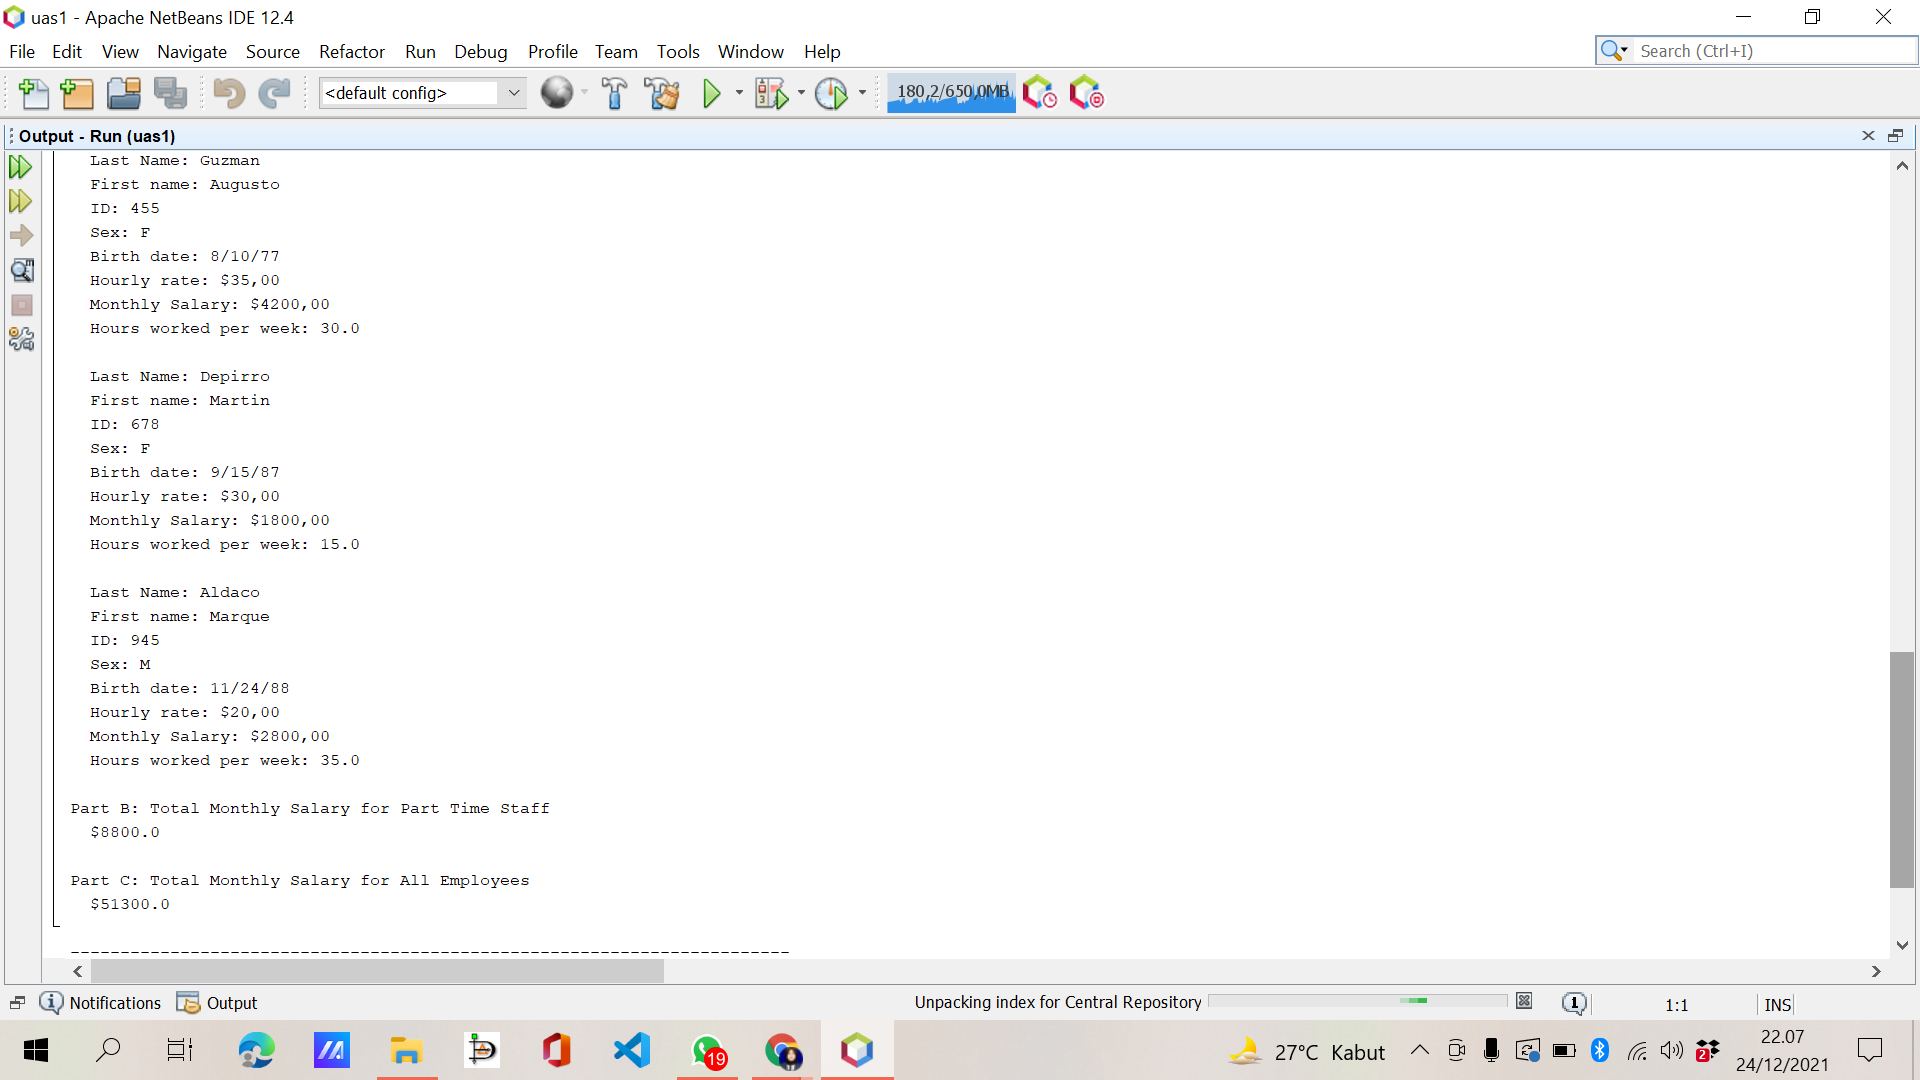 uas1 - Apache NetBeans IDE 12.4
File Edit View Navigate Source Refactor Run Debug Profile Team Tools Window Help
Search (Ctrl+I)
<default config>
180,2/650,0MB
Output - Run (uas1)
Last Name: Guzman
First name: Augusto
ID: 455
Sex: F
Birth date: 8/10/77
Hourly rate: $35,00
Monthly Salary: $4200,00
Hours worked per week: 30.0
Last Name: Depirro
First name: Martin
ID: 678
Sex: F
Birth date: 9/15/87
Hourly rate: $30,00
Monthly Salary: $1800,00
Hours worked per week: 15.0
Last Name: Aldaco
First name: Marque
ID: 945
Sex: M
Birth date: 11/24/88
Hourly rate: $20,00
Monthly Salary: $2800,00
Hours worked per week: 35.0
Part B: Total Monthly Salary for Part Time Staff
$8800.0
Part C: Total Monthly Salary for All Employees
$51300.0
------------------------------------------------------------------------
Notifications Output Unpacking index for Central Repository 1:1 INS
19
27°C Kabut
2
22.07
24/12/2021